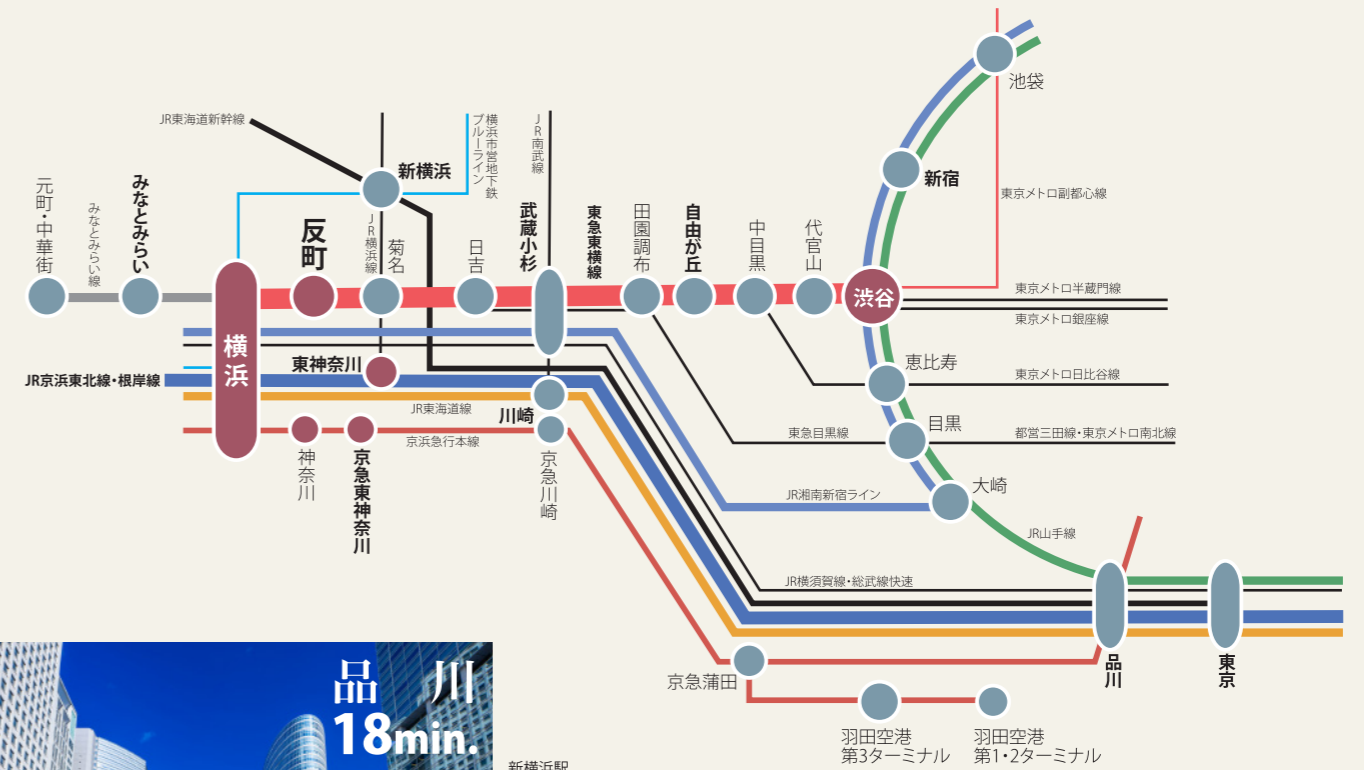 池袋
JR東海道新幹線
新横浜
横浜市営地下鉄
ブルーライン
JR南武線
新宿
東京メトロ副都心線
元町・中華街
みなとみらい線
みなとみらい
反町
JR横浜線
菊名
日吉
武蔵小杉
東急東横線
田園調布
自由が丘
中目黒
代官山
渋谷
東京メトロ半蔵門線
東京メトロ銀座線
横浜
東神奈川
恵比寿
東京メトロ日比谷線
JR京浜東北線・根岸線
JR東海道線
川崎
京浜急行本線
東急目黒線
目黒
都営三田線・東京メトロ南北線
神奈川
京急東神奈川
京急川崎
JR湘南新宿ライン
大崎
JR山手線
JR横須賀線・総武線快速
品川
東京
京急蒲田
羽田空港
第3ターミナル
羽田空港
第1・2ターミナル
品川
18min.
新横浜駅